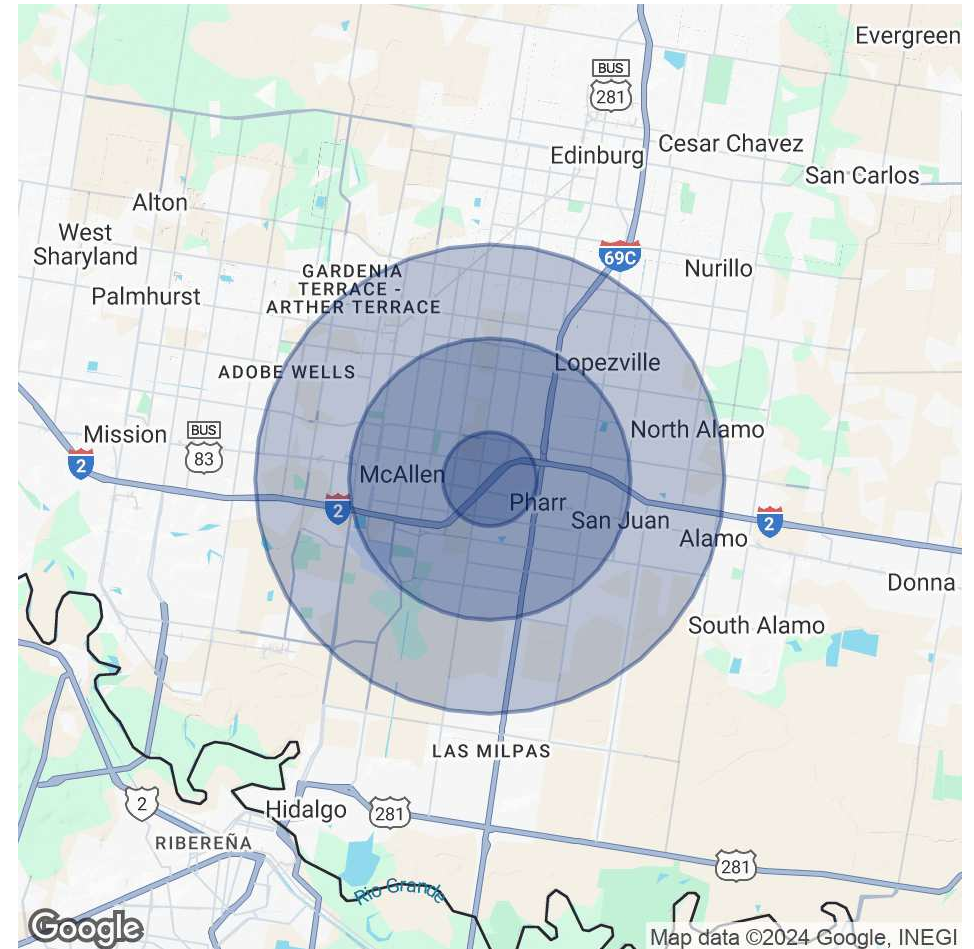 Evergreen
BUS
281
Edinburg
Cesar Chavez
San Carlos
Alton
West
Sharyland
69C
Nurillo
GARDENIA
TERRACE -
ARTHER TERRACE
Palmhurst
Lopezville
ADOBE WELLS
North Alamo
Mission
BUS
83
2
McAllen
2
Pharr
San Juan
2
Alamo
Donna
South Alamo
LAS MILPAS
2
Hidalgo
281
RIBEREÑA
281
Rio Grande
Google
Map data ©2024 Google, INEGI